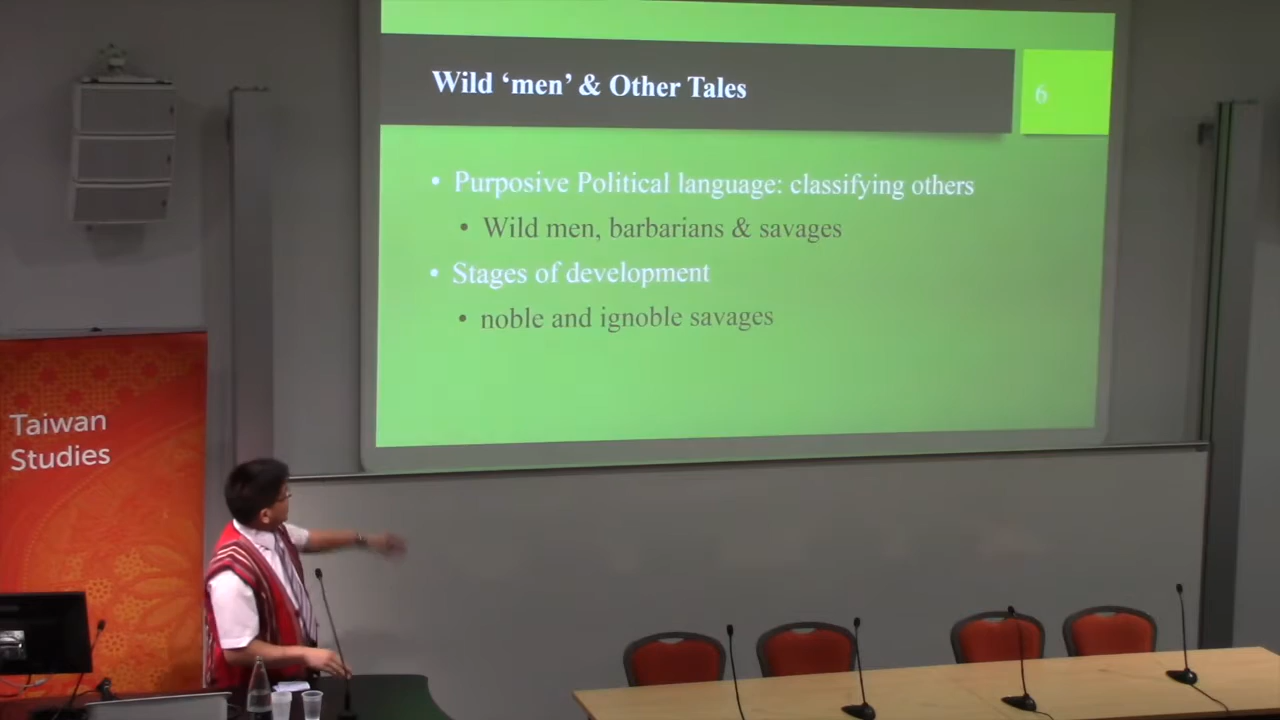 Wild ‘men’ & Other Tales
6
• Purposive Political language: classifying others
• Wild men, barbarians & savages
• Stages of development
• noble and ignoble savages
Taiwan
Studies